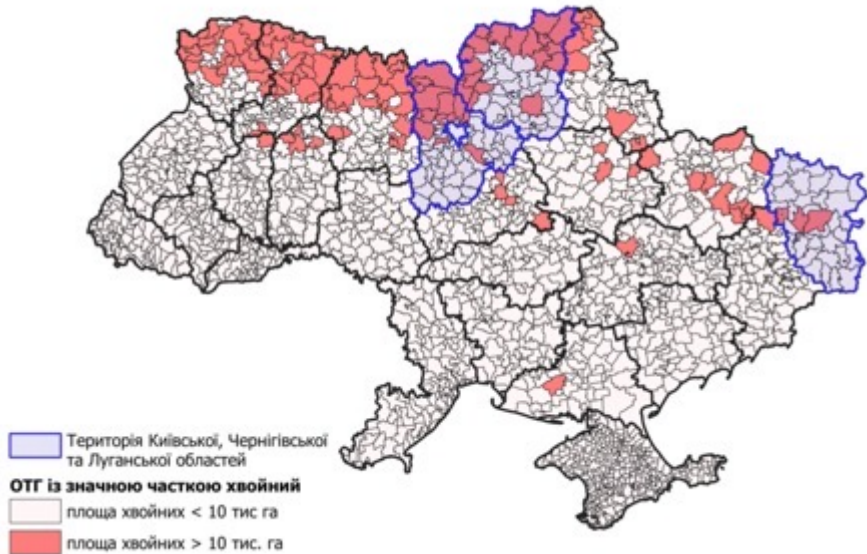 Територія Київської, Чернігівської
та Луганської областей
ОТГ із значною часткою хвойний
площа хвойних < 10 тис га
площа хвойних > 10 тис. га